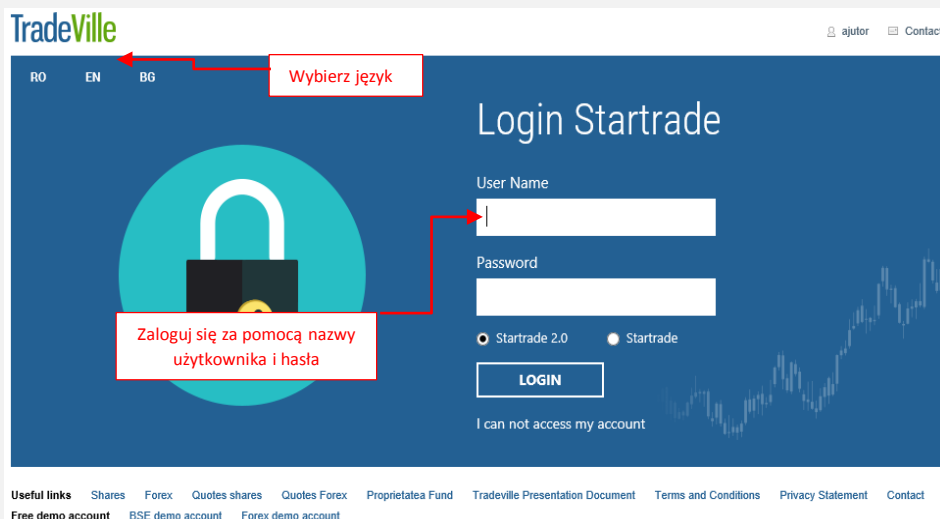 TradeVille
ajutor Contact
RO EN BG
Wybierz język
Login Startrade
User Name
Password
Zaloguj się za pomocą nazwy
użytkownika i hasła
Startrade 2.0 Startrade
LOGIN
I can not access my account
Useful links Shares Forex Quotes shares Quotes Forex Proprietatea Fund Tradeville Presentation Document Terms and Conditions Privacy Statement Contact
Free demo account BSE demo account Forex demo account